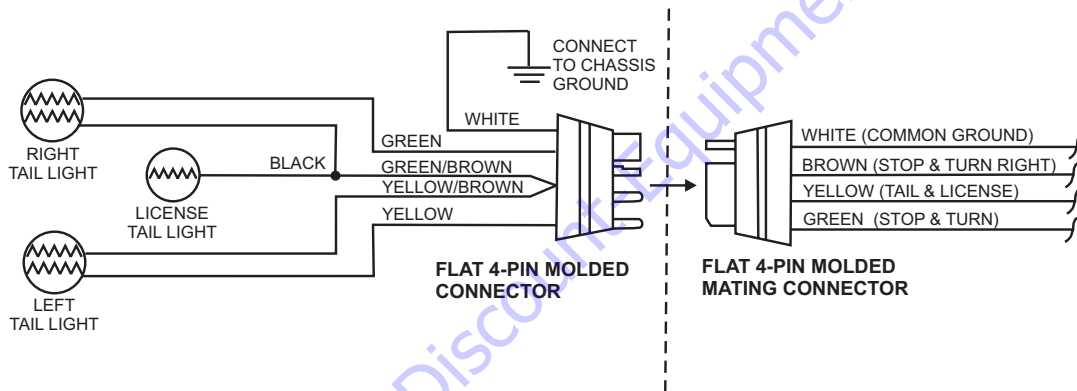 CONNECT
TO CHASSIS
GROUND
WHITE
GREEN
BLACK
GREEN/BROWN
YELLOW/BROWN
YELLOW
RIGHT
TAIL LIGHT
LICENSE
TAIL LIGHT
LEFT
TAIL LIGHT
FLAT 4-PIN MOLDED
CONNECTOR
WHITE (COMMON GROUND)
BROWN (STOP & TURN RIGHT)
YELLOW (TAIL & LICENSE)
GREEN (STOP & TURN)
FLAT 4-PIN MOLDED
MATING CONNECTOR
Discount-Equipmen